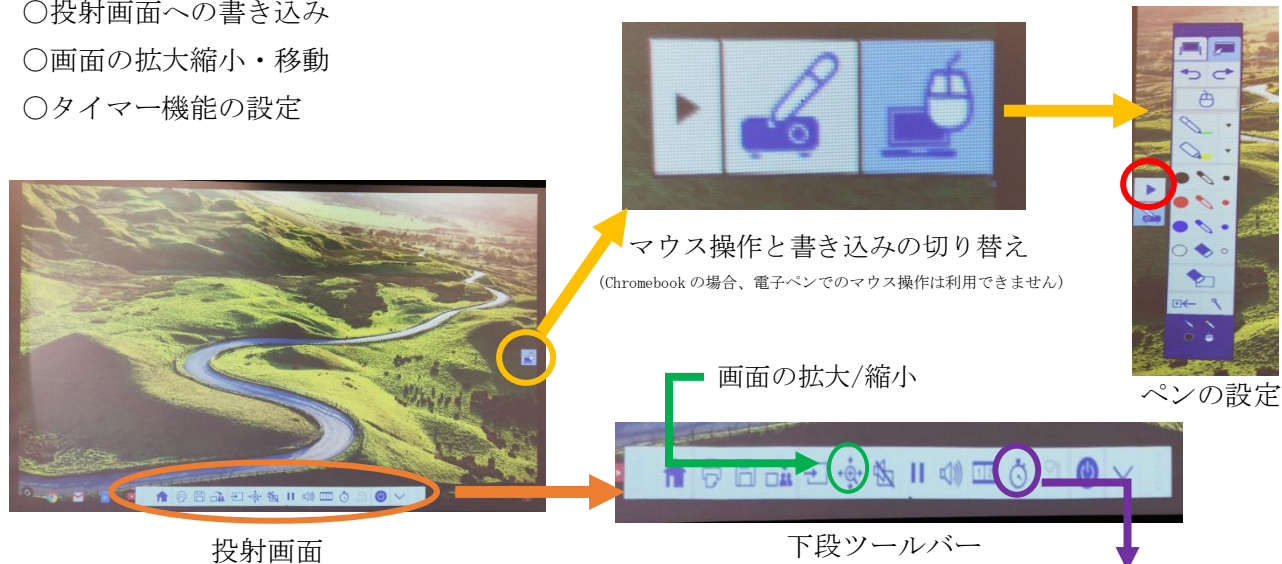 ○投射画面への書き込み
○画面の拡大縮小・移動
○タイマー機能の設定
マウス操作と書き込みの切り替え
(Chromebook の場合、電子ペンでのマウス操作は利用できません)
画面の拡大/縮小
ペンの設定
投射画面
下段ツールバー